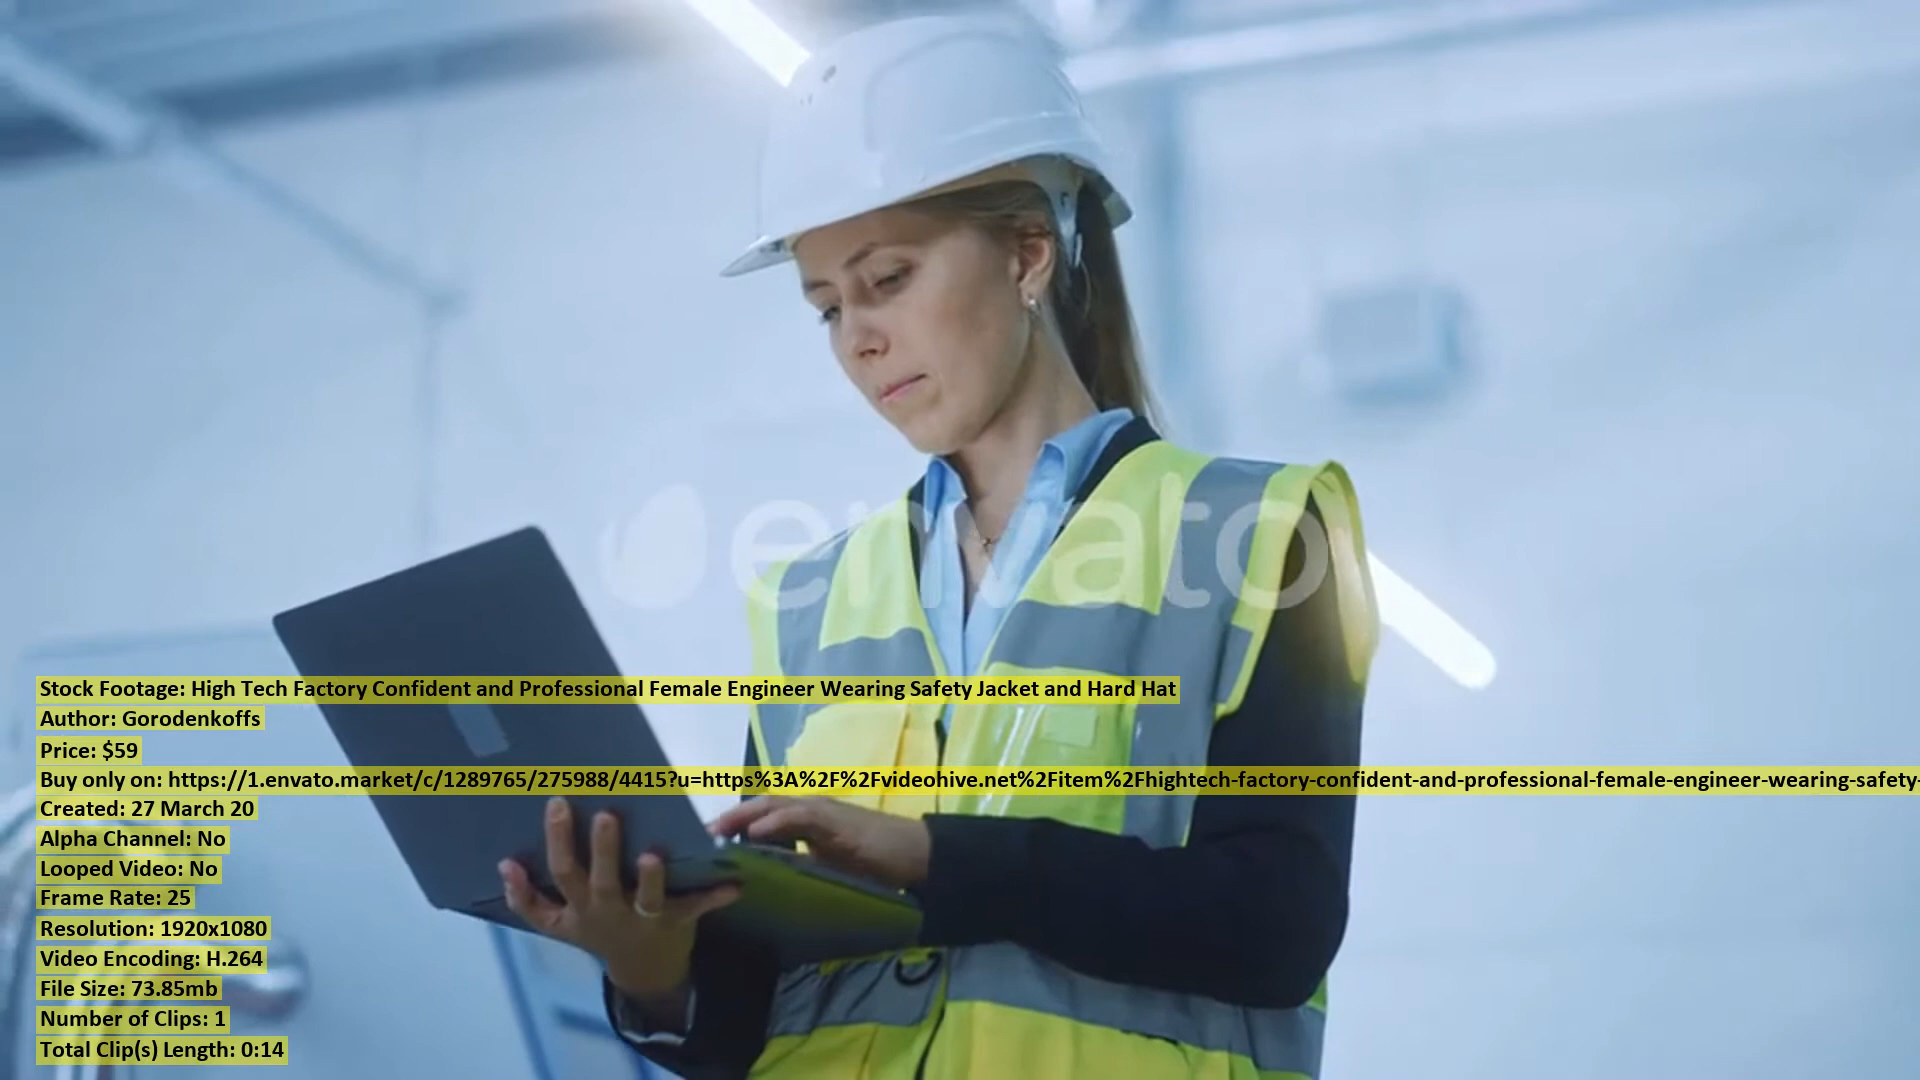 envato
Stock Footage: High Tech Factory Confident and Professional Female Engineer Wearing Safety Jacket and Hard Hat
Author: Gorodenkoffs
Price: $59
Buy only on: https://1.envato.market/c/1289765/275988/4415?u=https%3A%2F%2Fvideohive.net%2Fitem%2Fhightech-factory-confident-and-professional-female-engineer-wearing-safety-
Created: 27 March 20
Alpha Channel: No
Looped Video: No
Frame Rate: 25
Resolution: 1920x1080
Video Encoding: H.264
File Size: 73.85mb
Number of Clips: 1
Total Clip(s) Length: 0:14